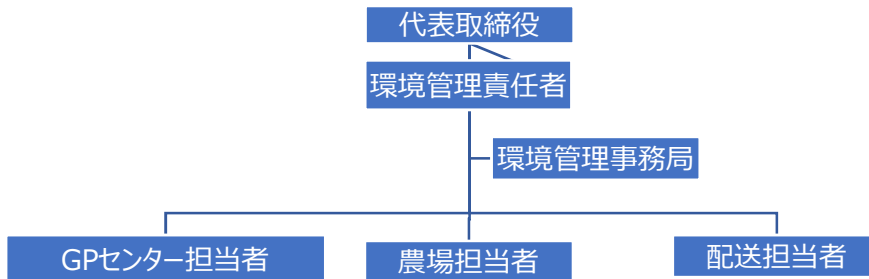 代表取締役
環境管理責任者
環境管理事務局
GPセンター担当者
農場担当者
配送担当者